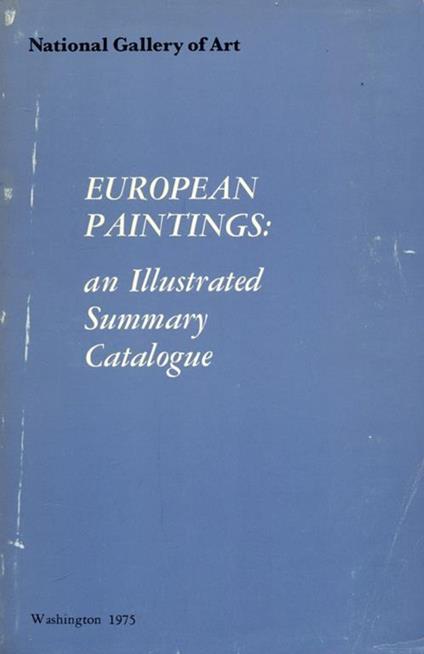 National Gallery of Art
EUROPEAN
PAINTINGS:
an Illustrated
Summary
Catalogue
Washington 1975